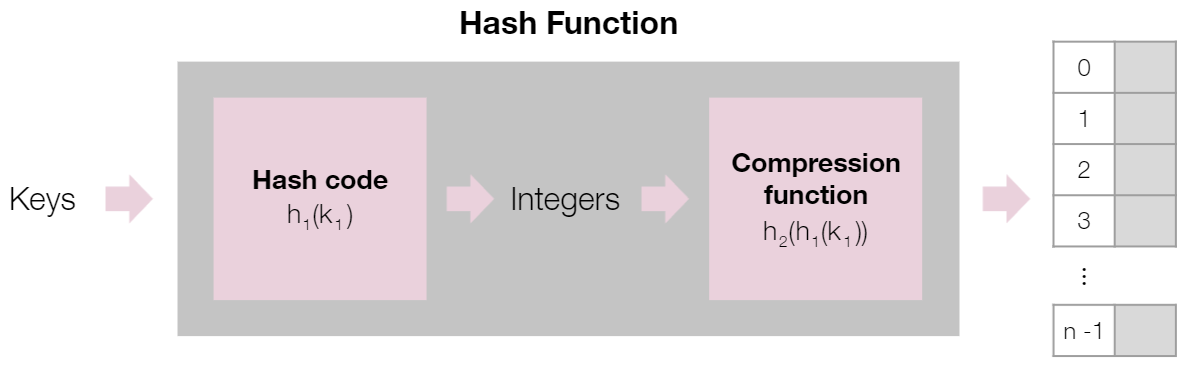 Hash Function
Keys
Hash code
h₁(k₁)
Integers
Compression
function
h₂(h₁(k₁))
0
1
2
3
⋮
n -1